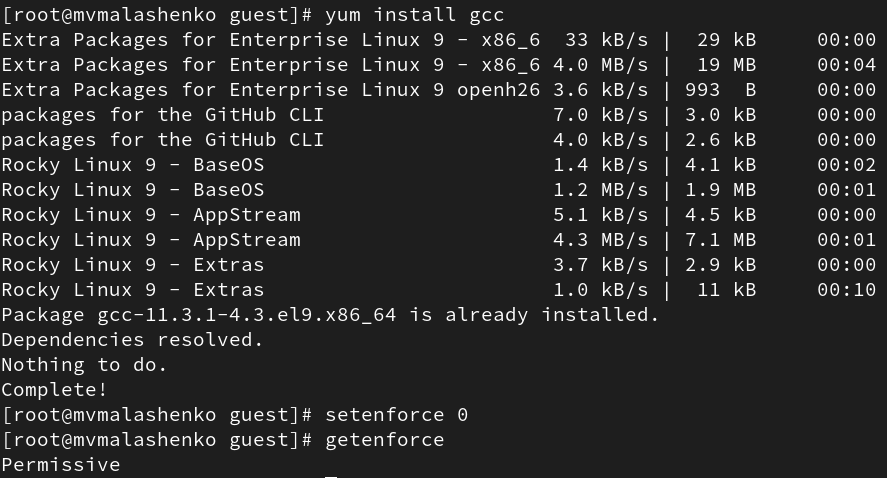 [root@mvmalashenko guest]# yum install gcc
Extra Packages for Enterprise Linux 9 - x86_6  33 kB/s |  29 kB     00:00
Extra Packages for Enterprise Linux 9 - x86_6 4.0 MB/s |  19 MB     00:04
Extra Packages for Enterprise Linux 9 openh26 3.6 kB/s | 993  B     00:00
packages for the GitHub CLI                   7.0 kB/s | 3.0 kB     00:00
packages for the GitHub CLI                   4.0 kB/s | 2.6 kB     00:00
Rocky Linux 9 - BaseOS                        1.4 kB/s | 4.1 kB     00:02
Rocky Linux 9 - BaseOS                        1.2 MB/s | 1.9 MB     00:01
Rocky Linux 9 - AppStream                     5.1 kB/s | 4.5 kB     00:00
Rocky Linux 9 - AppStream                     4.3 MB/s | 7.1 MB     00:01
Rocky Linux 9 - Extras                        3.7 kB/s | 2.9 kB     00:00
Rocky Linux 9 - Extras                        1.0 kB/s |  11 kB     00:10
Package gcc-11.3.1-4.3.el9.x86_64 is already installed.
Dependencies resolved.
Nothing to do.
Complete!
[root@mvmalashenko guest]# setenforce 0
[root@mvmalashenko guest]# getenforce
Permissive